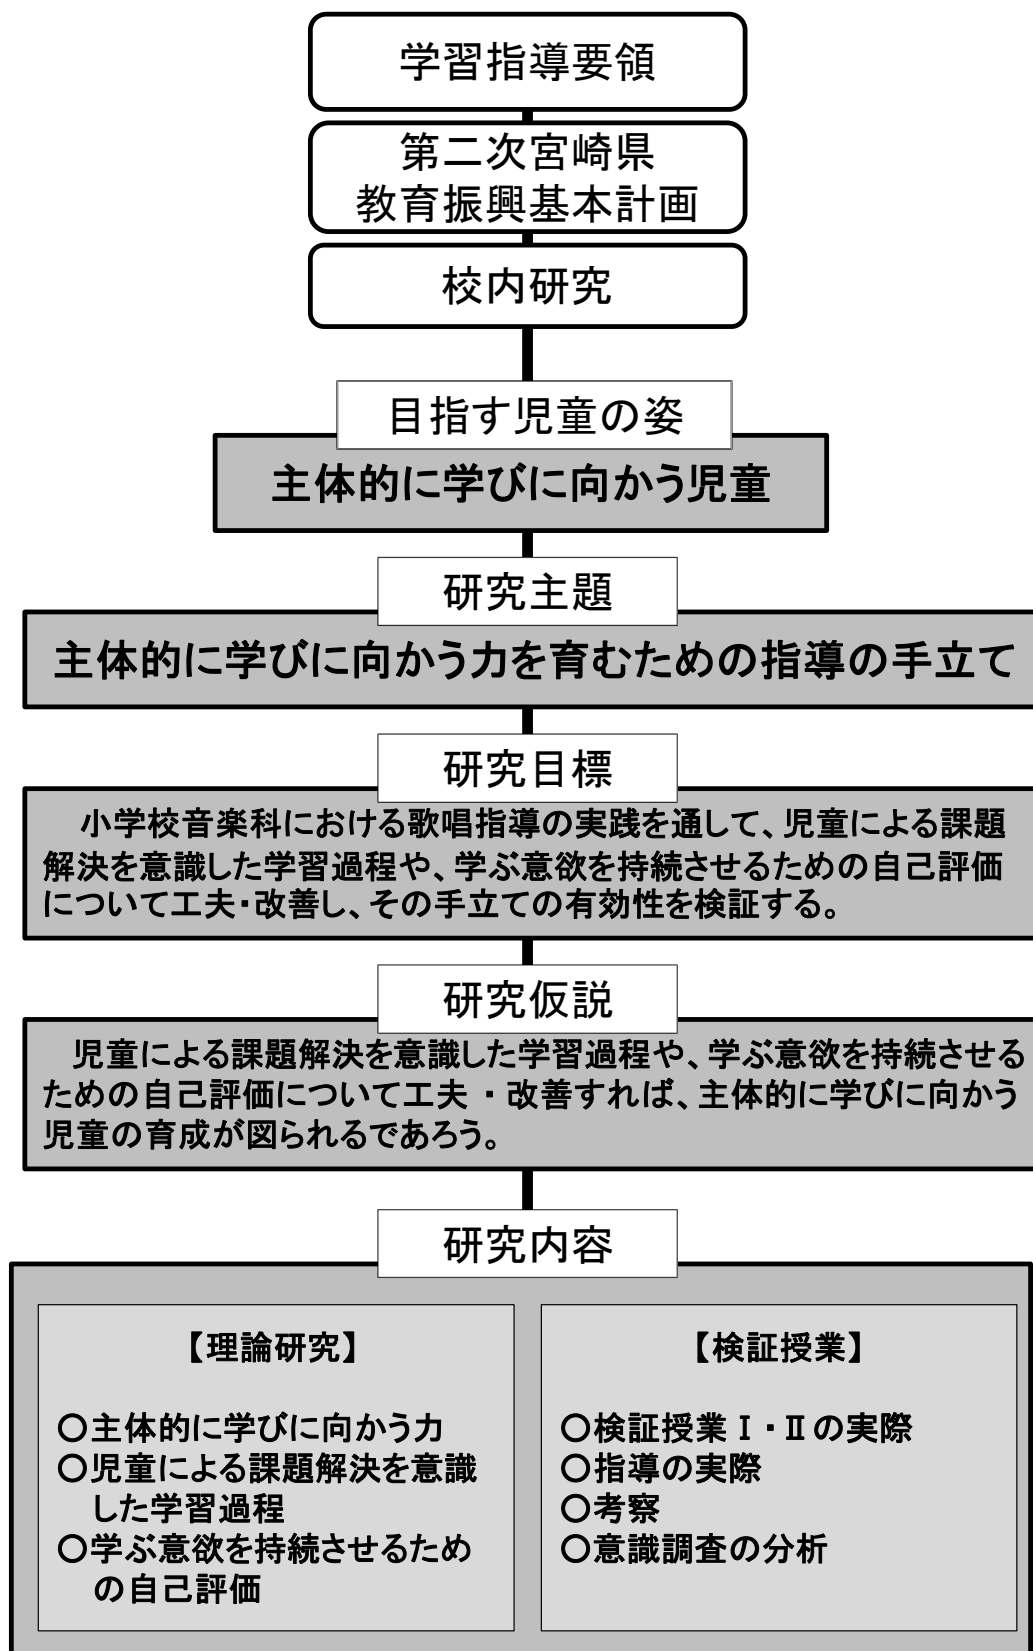 学習指導要領
第二次宮崎県
教育振興基本計画
校内研究
目指す児童の姿
主体的に学びに向かう児童
研究主題
主体的に学びに向かう力を育むための指導の手立て
研究目標
小学校音楽科における歌唱指導の実践を通して、児童による課題
解決を意識した学習過程や、学ぶ意欲を持続させるための自己評価
について工夫・改善し、その手立ての有効性を検証する。
研究仮説
児童による課題解決を意識した学習過程や、学ぶ意欲を持続させる
ための自己評価について工夫・改善すれば、主体的に学びに向かう
児童の育成が図られるであろう。
研究内容
【理論研究】
○主体的に学びに向かう力
○児童による課題解決を意識
した学習過程
○学ぶ意欲を持続させるため
の自己評価
【検証授業】
○検証授業Ⅰ・Ⅱの実際
○指導の実際
○考察
○意識調査の分析